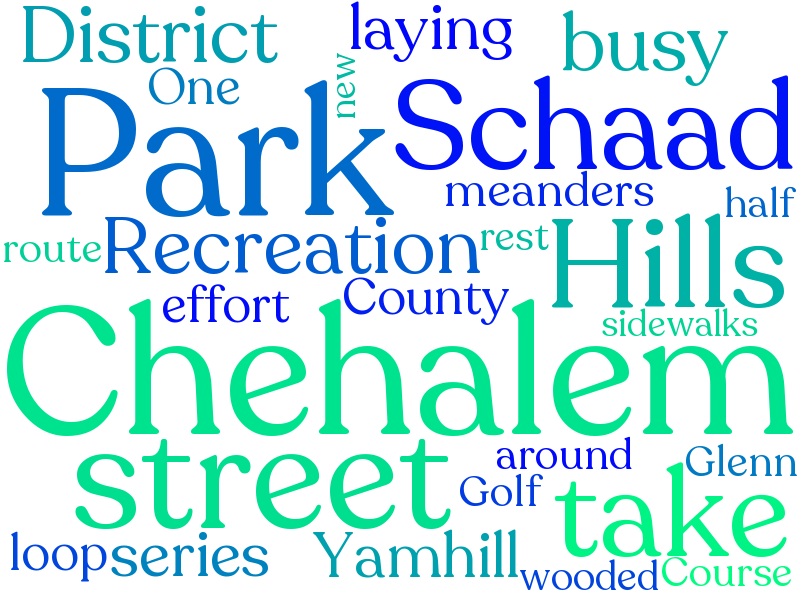 District
laying
busy
One
new
Park
Schaad
meanders
half
route
Recreation
rest
Hills
effort
County
sidewalks
Chehalem
street
around
Glenn
Golf
take
loop
series
Yamhill
wooded
Course